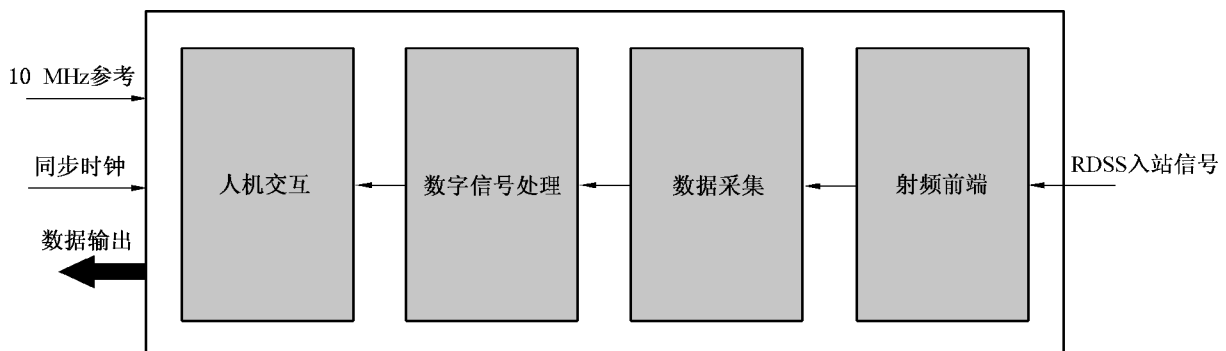 10 MHz参考
同步时钟
数据输出
人机交互
数字信号处理
数据采集
射频前端
RDSS入站信号